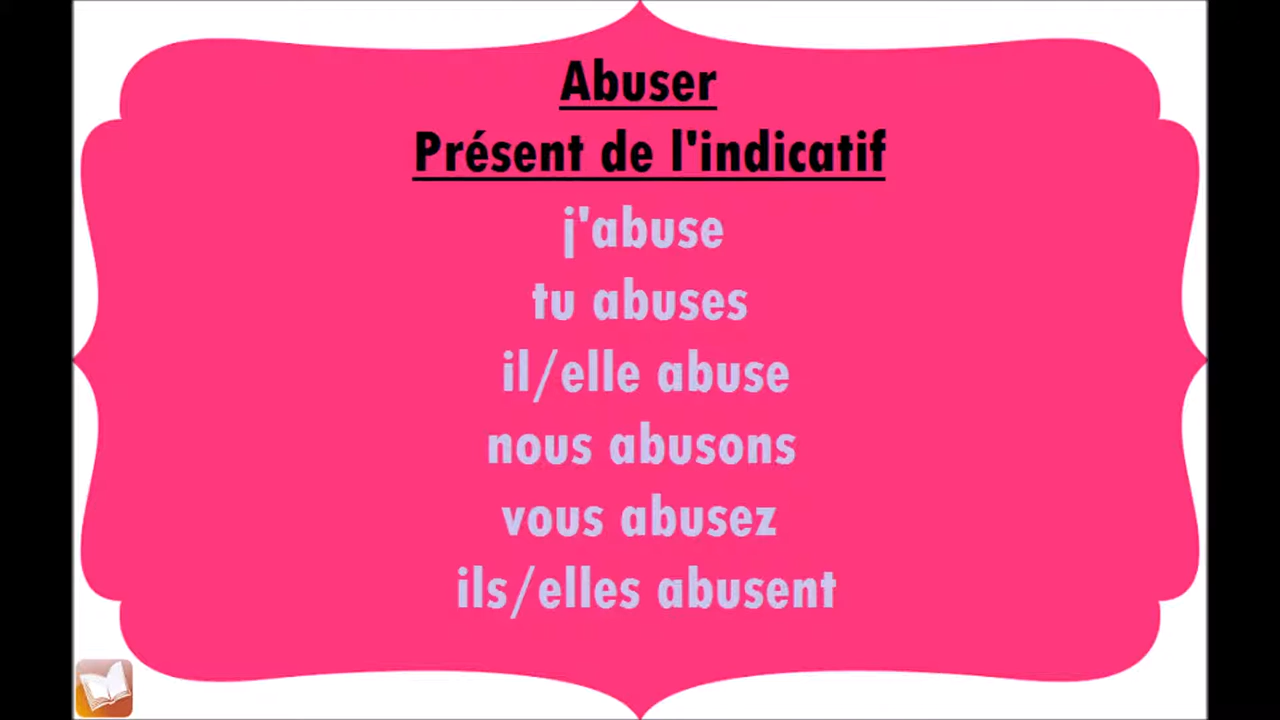 Abuser
Présent de l'indicatif
j'abuse
tu abuses
il/elle abuse
nous abusons
vous abusez
ils/elles abusent